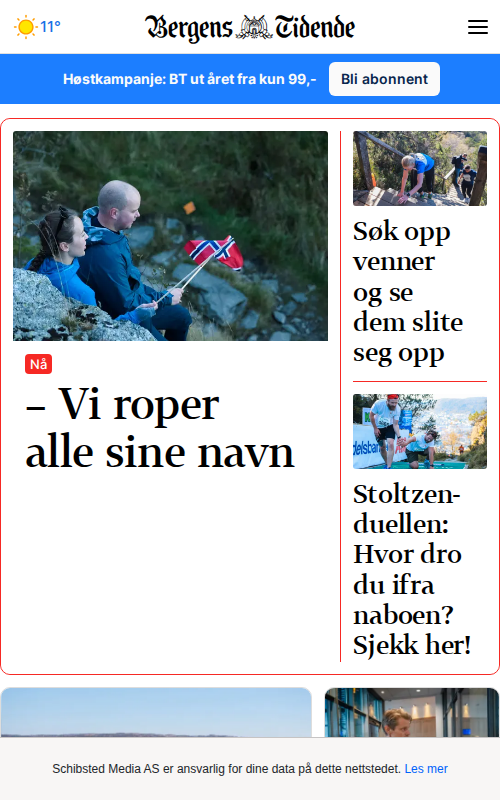 11°
Bergens Tidende
Høstkampanje: BT ut året fra kun 99,-
Bli abonnent
Nå
– Vi roper
alle sine navn
Søk opp
venner
og se
dem slite
seg opp
delsban
Stoltzen-
duellen:
Hvor dro
du ifra
naboen?
Sjekk her!
Schibsted Media AS er ansvarlig for dine data på dette nettstedet. Les mer